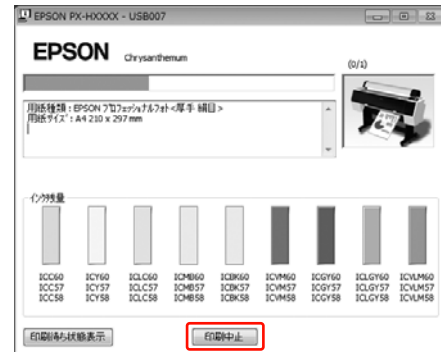 EPSON PX-HXXXX - USB007
EPSON Chrysanthemum
(0/1)
用紙種類 : EPSON ﾌﾟﾛﾌｪｯｼｮﾅﾙﾌｫﾄ<厚手 絹目>
用紙ｻｲｽﾞ : A4 210 x 297 mm
ｲﾝｸ残量
ICC60 ICY60 ICLC60 ICMB60 ICBK60 ICVM60 ICGY60 ICLGY60 ICVLM60
ICC57 ICY57 ICLC57 ICMB57 ICBK57 ICVM57 ICGY57 ICLGY57 ICVLM57
ICC58 ICY58 ICLC58 ICMB58 ICBK58 ICVM58 ICGY58 ICLGY58 ICVLM58
印刷待ち状態表示 印刷中止